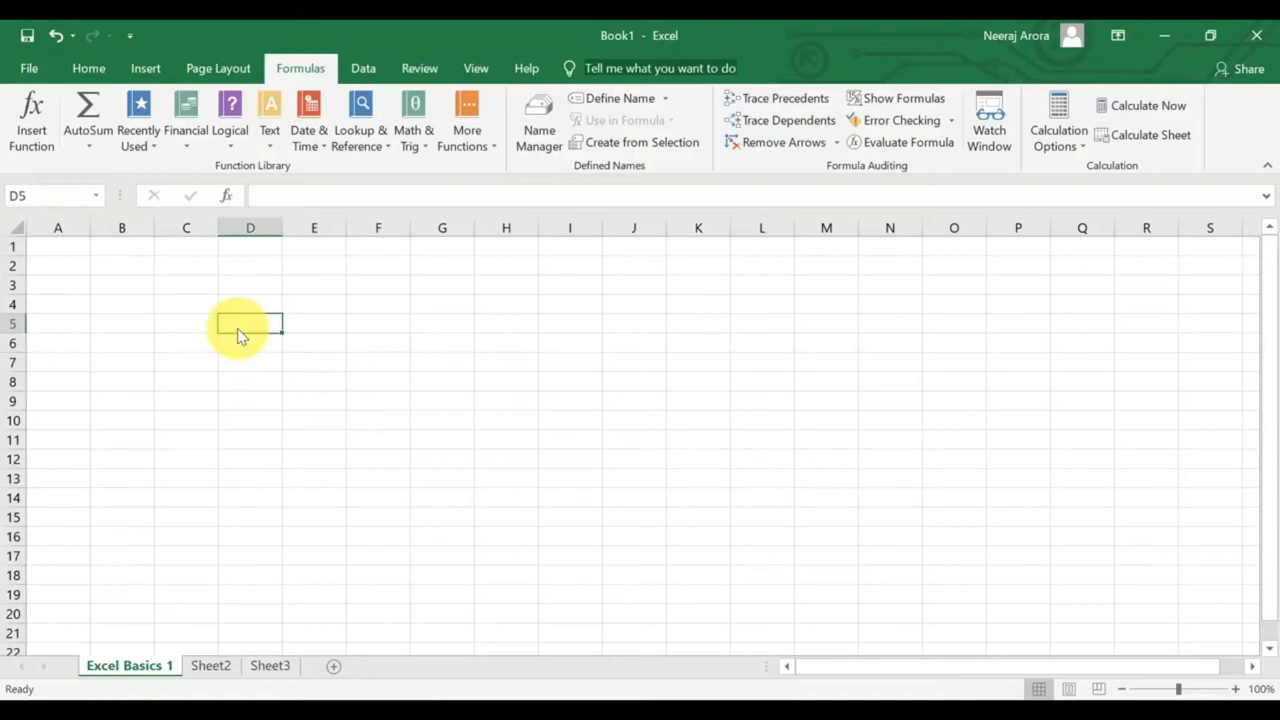 Book1 - Excel
Neeraj Arora
File Home Insert Page Layout Formulas Data Review View Help Tell me what you want to do Share
Insert Function
AutoSum
Recently Used
Financial
Logical
Text
Date & Time
Lookup & Reference
Math & Trig
More Functions
Function Library
Name Manager
Define Name
Use in Formula
Create from Selection
Defined Names
Trace Precedents
Trace Dependents
Remove Arrows
Show Formulas
Error Checking
Evaluate Formula
Watch Window
Formula Auditing
Calculation Options
Calculate Now
Calculate Sheet
Calculation
D5
fx
A B C D E F G H I J K L M N O P Q R S
1
2
3
4
5
6
7
8
9
10
11
12
13
14
15
16
17
18
19
20
21
22
Excel Basics 1 Sheet2 Sheet3
Ready
100%